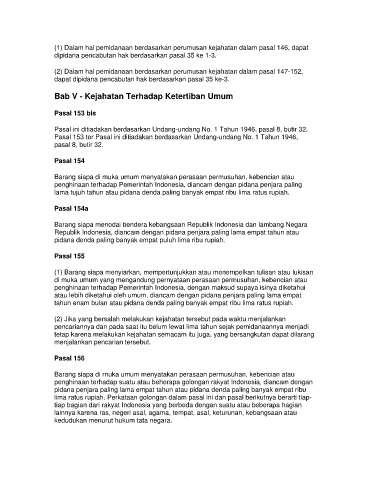 (1) Dalam hal pemidanaan berdasarkan perumusan kejahatan dalam pasal 146, dapat
dipidana pencabutan hak berdasarkan pasal 35 ke 1-3.
(2) Dalam hal pemidanaan berdasarkan perumusan kejahatan dalam pasal 147-152,
dapat dipidana pencabutan hak berdasarkan pasal 35 ke-3.
Bab V - Kejahatan Terhadap Ketertiban Umum
Pasal 153 bis
Pasal ini ditiadakan berdasarkan Undang-undang No. 1 Tahun 1946, pasal 8, butir 32.
Pasal 153 ter Pasal ini ditiadakan berdasarkan Undang-undang No. 1 Tahun 1946,
pasal 8, butir 32.
Pasal 154
Barang siapa di muka umum menyatakan perasaan permusuhan, kebencian atau
penghinaan terhadap Pemerintah Indonesia, diancam dengan pidana penjara paling
lama tujuh tahun atau pidana denda paling banyak empat ribu lima ratus rupiah.
Pasal 154a
Barang siapa menodai bendera kebangsaan Republik Indonesia dan lambang Negara
Republik Indonesia, diancam dengan pidana penjara paling lama empat tahun atau
pidana denda paling banyak empat puluh lima ribu rupiah.
Pasal 155
(1) Barang siapa menyiarkan, mempertunjukkan atau menempelkan tulisan atau lukisan
di muka umum yang mengandung pernyataan perasaan permusuhan, kebencian atau
penghinaan terhadap Pemerintah Indonesia, dengan maksud supaya isinya diketahui
atau lebih diketahui oleh umum, diancam dengan pidana penjara paling lama empat
tahun enam bulan atau pidana denda paling banyak empat ribu lima ratus rupiah.
(2) Jika yang bersalah melakukan kejahatan tersebut pada waktu menjalankan
pencariannya dan pada saat itu belum lewat lima tahun sejak pemidanaannya menjadi
tetap karena melakukan kejahatan semacam itu juga, yang bersangkutan dapat dilarang
menjalankan pencarian tersebut.
Pasal 156
Barang siapa di muka umum menyatakan perasaan permusuhan, kebencian atau
penghinaan terhadap suatu atau beberapa golongan rakyat Indonesia, diancam dengan
pidana penjara paling lama empat tahun atau pidana denda paling banyak empat ribu
lima ratus rupiah. Perkataan golongan dalam pasal ini dan pasal berikutnya berarti tiap-
tiap bagian dari rakyat Indonesia yang berbeda dengan suatu atau beberapa hagian
lainnya karena ras, negeri asal, agama, tempat, asal, keturunan, kebangsaan atau
kedudukan menurut hukum tata negara.